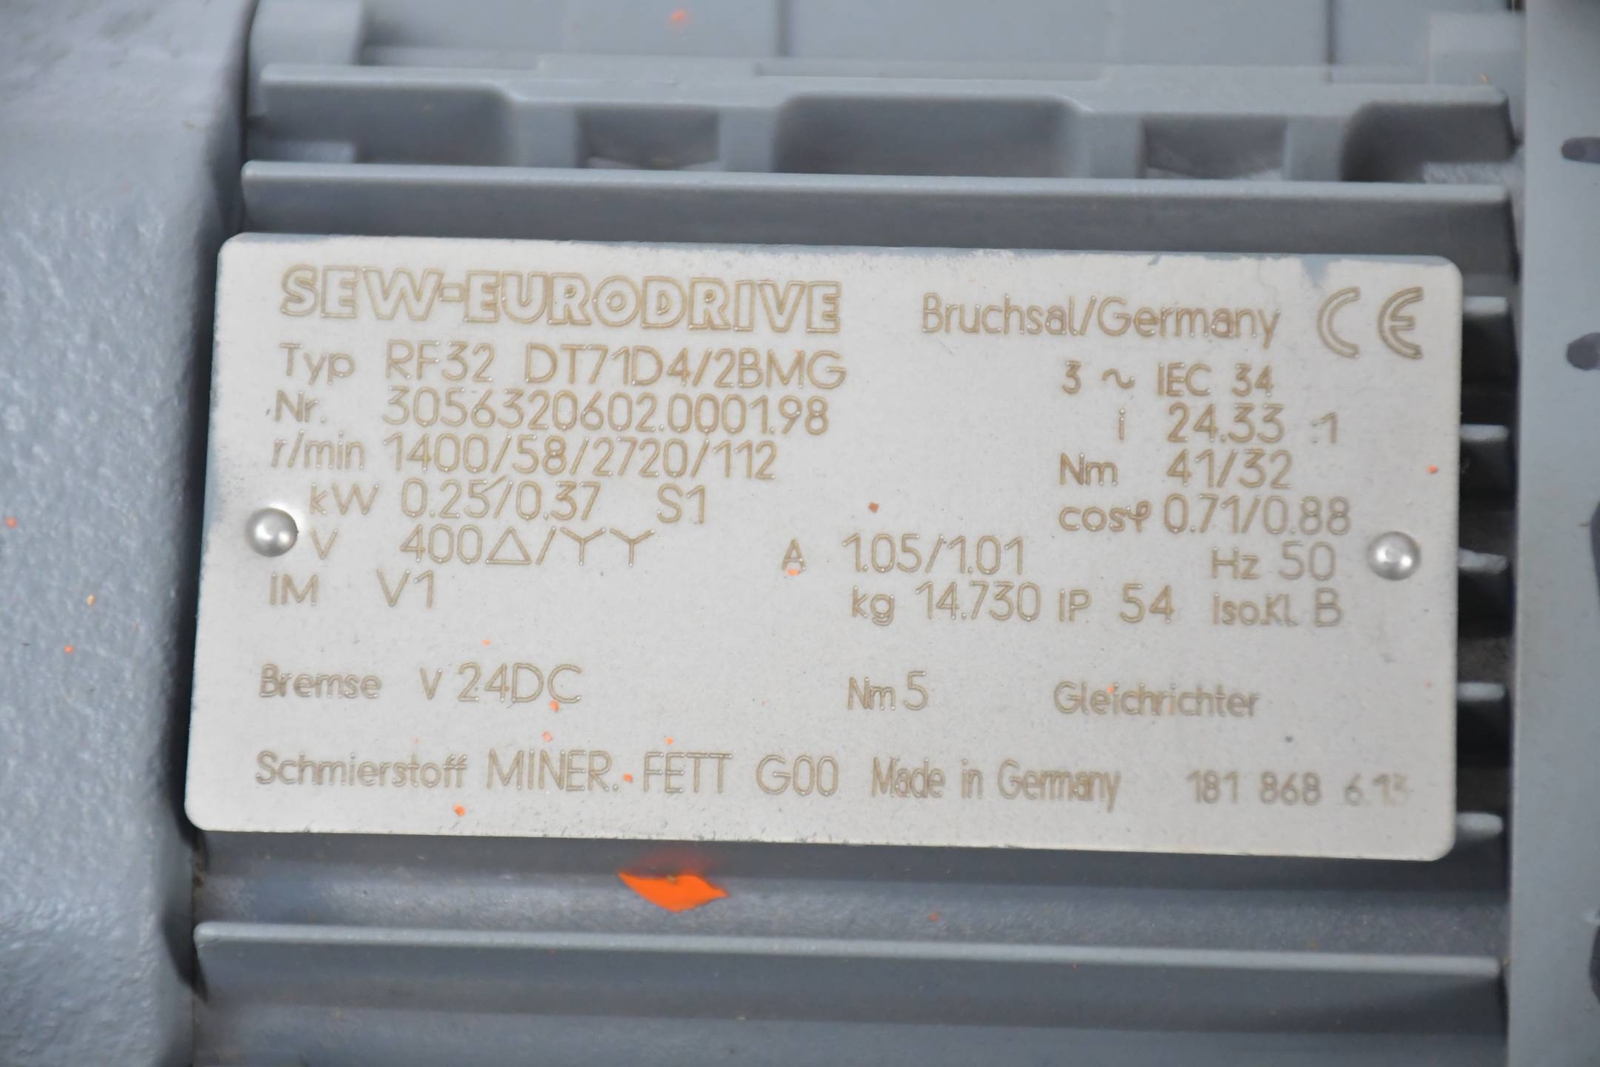 SEW-EURODRIVE Bruchsal/Germany CE
Typ RF32 DT71D4/2BMG 3 ~ IEC 34
Nr. 3056320602.0001.98 i 24.33 :1
r/min 1400/58/2720/112 Nm 41/32
kW 0.25/0.37 S1 cosφ 0.71/0.88
V 400△/YY A 1.05/1.01 Hz 50
IM V1 kg 14.730 IP 54 Iso.Kl. B
Bremse V 24DC Nm 5 Gleichrichter
Schmierstoff MINER. FETT G00 Made in Germany 181 868 6.13